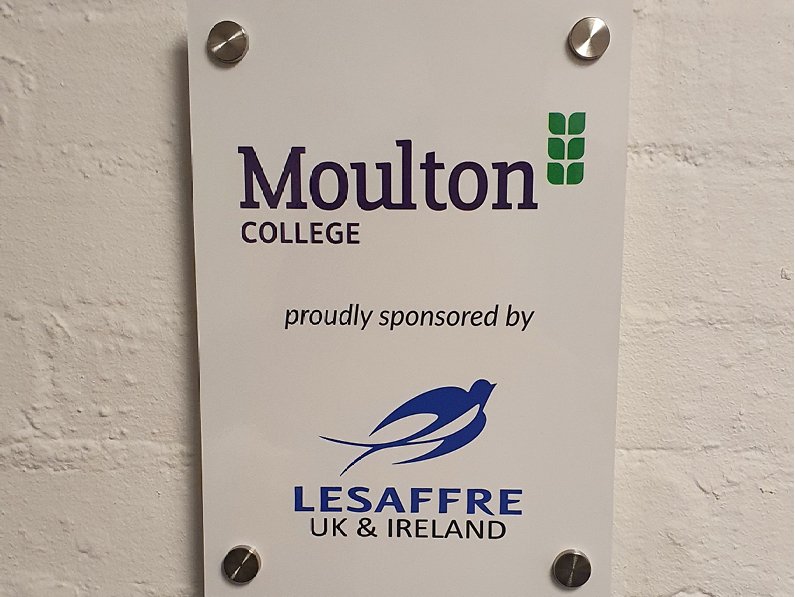 Moulton
COLLEGE
proudly sponsored by
LESAFFRE
UK & IRELAND